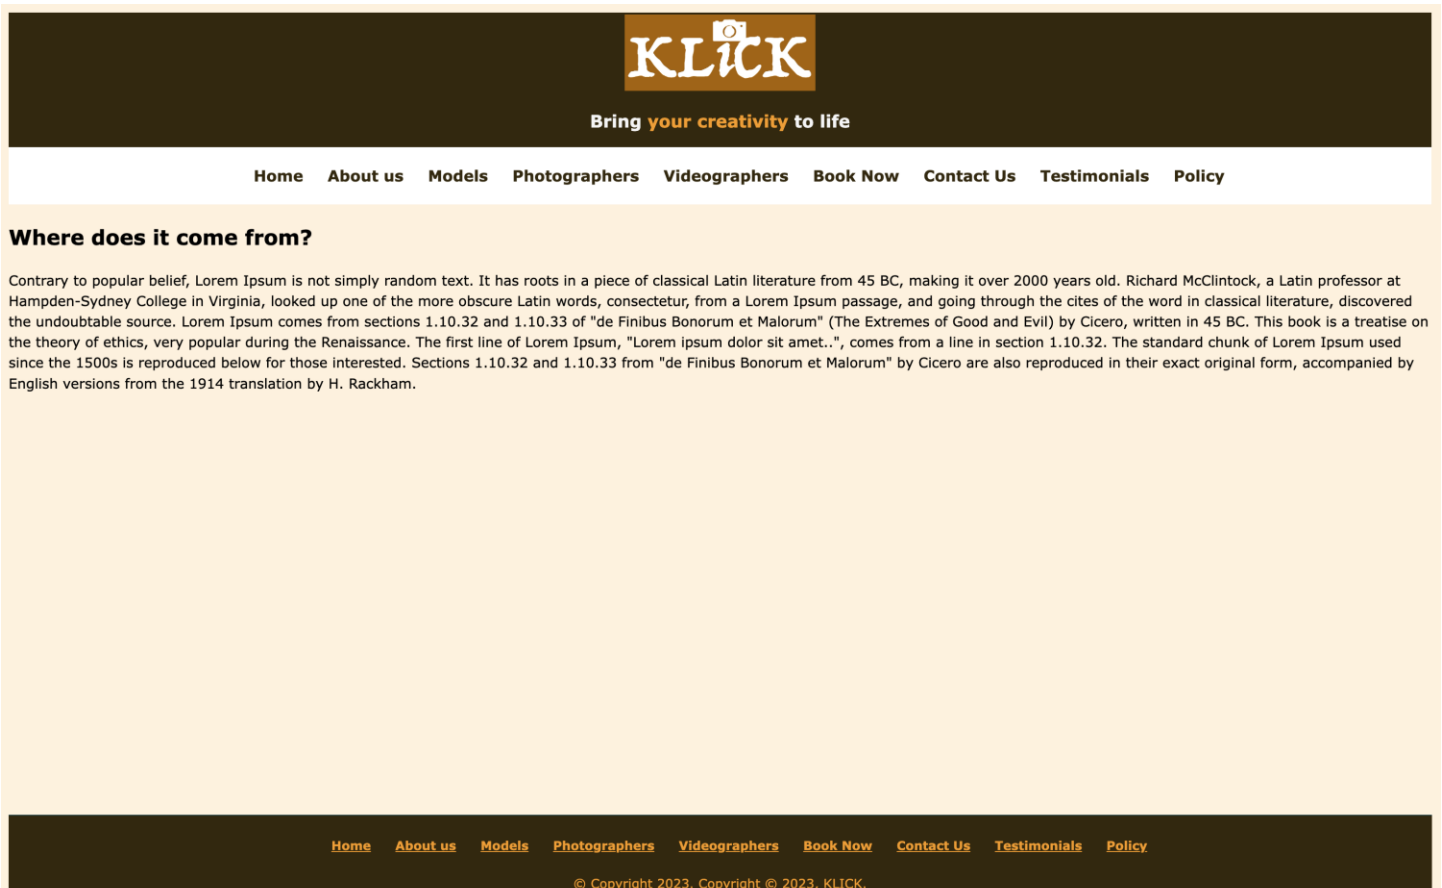 KLiCK
Bring your creativity to life
Home About us Models Photographers Videographers Book Now Contact Us Testimonials Policy
Where does it come from?
Contrary to popular belief, Lorem Ipsum is not simply random text. It has roots in a piece of classical Latin literature from 45 BC, making it over 2000 years old. Richard McClintock, a Latin professor at
Hampden-Sydney College in Virginia, looked up one of the more obscure Latin words, consectetur, from a Lorem Ipsum passage, and going through the cites of the word in classical literature, discovered
the undoubtable source. Lorem Ipsum comes from sections 1.10.32 and 1.10.33 of "de Finibus Bonorum et Malorum" (The Extremes of Good and Evil) by Cicero, written in 45 BC. This book is a treatise on
the theory of ethics, very popular during the Renaissance. The first line of Lorem Ipsum, "Lorem ipsum dolor sit amet..", comes from a line in section 1.10.32. The standard chunk of Lorem Ipsum used
since the 1500s is reproduced below for those interested. Sections 1.10.32 and 1.10.33 from "de Finibus Bonorum et Malorum" by Cicero are also reproduced in their exact original form, accompanied by
English versions from the 1914 translation by H. Rackham.
Home About us Models Photographers Videographers Book Now Contact Us Testimonials Policy
© Copyright 2023. Copyright © 2023. KLICK.